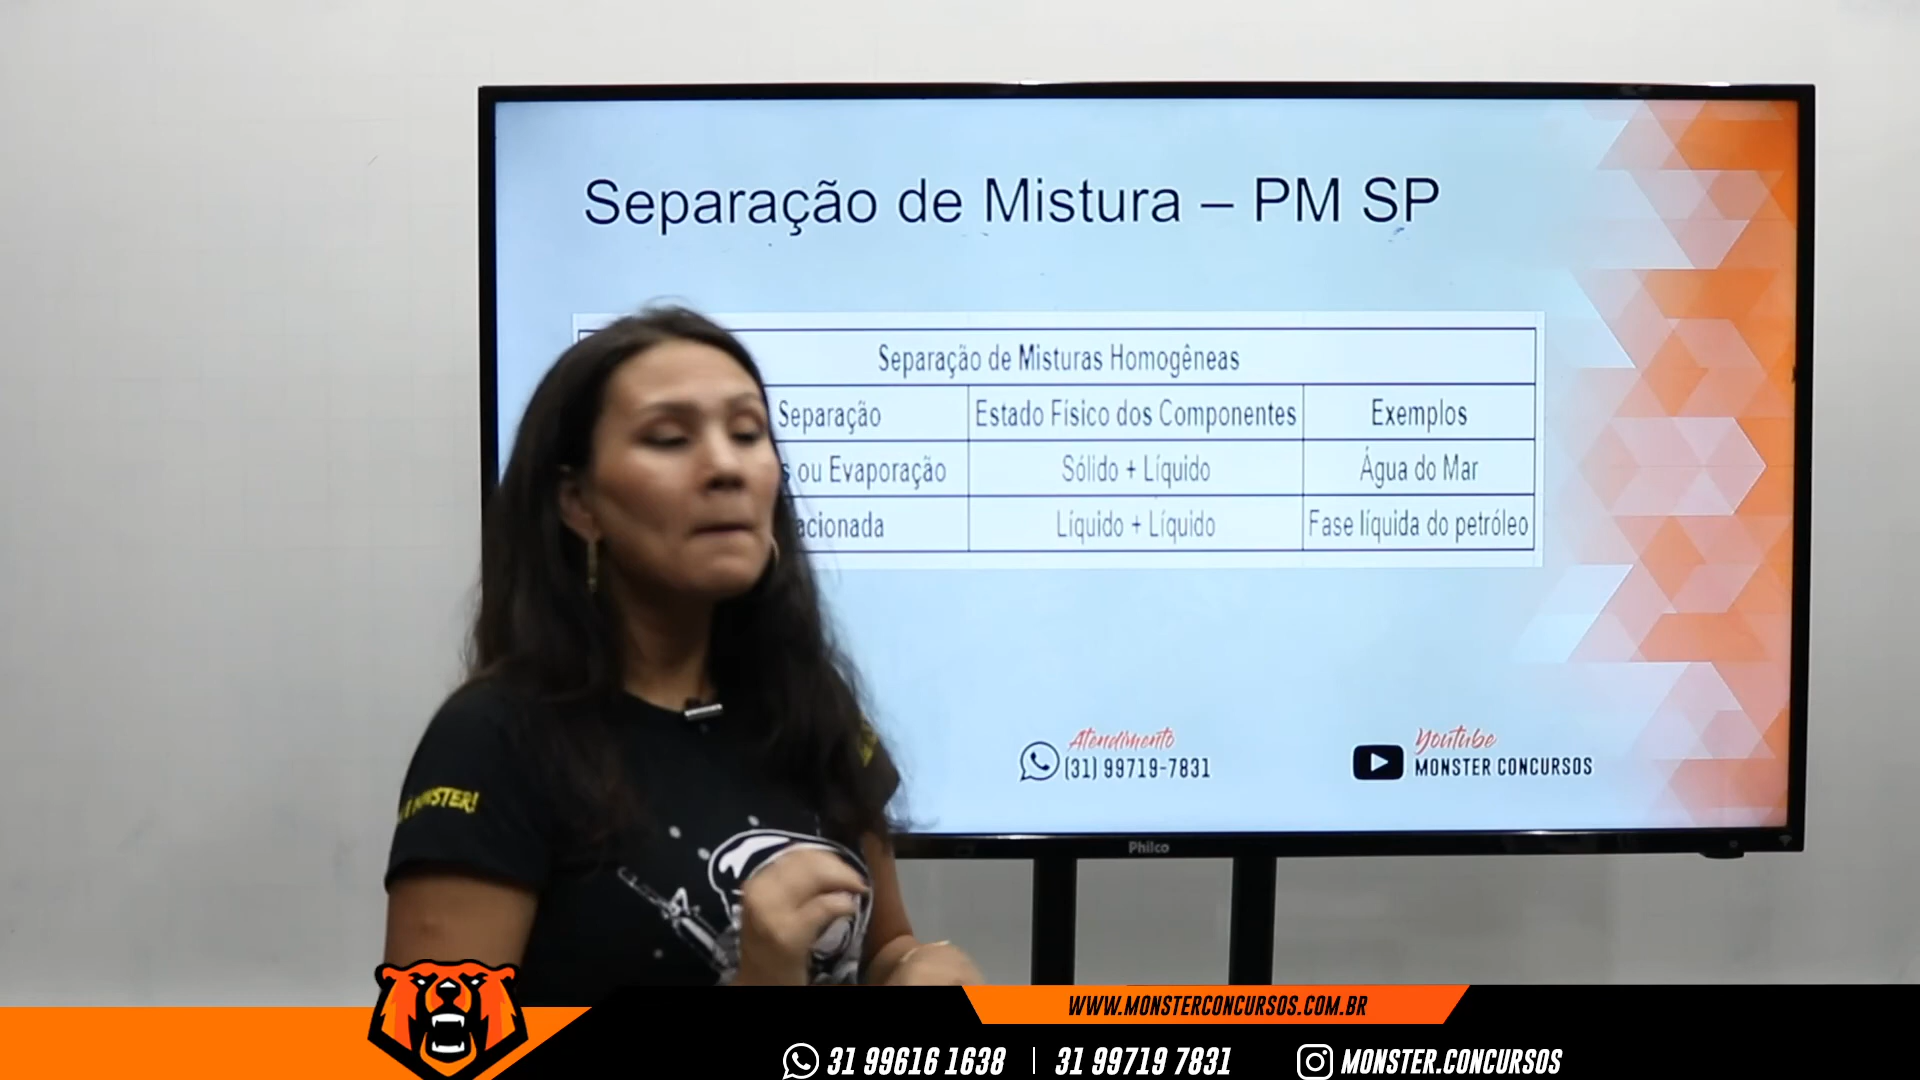 Separação de Mistura – PM SP
Separação de Misturas Homogêneas
Separação Estado Físico dos Componentes Exemplos
s ou Evaporação Sólido + Líquido Água do Mar
acionada Líquido + Líquido Fase líquida do petróleo
Atendimento
(31) 99719-7831
Youtube
MONSTER CONCURSOS
Philco
WWW.MONSTERCONCURSOS.COM.BR
31 99616 1638 | 31 99719 7831 MONSTER.CONCURSOS